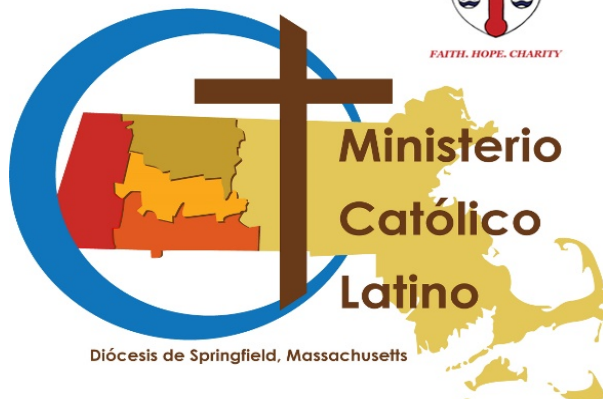 FAITH. HOPE. CHARITY
Ministerio
Católico
Latino
Diócesis de Springfield, Massachusetts